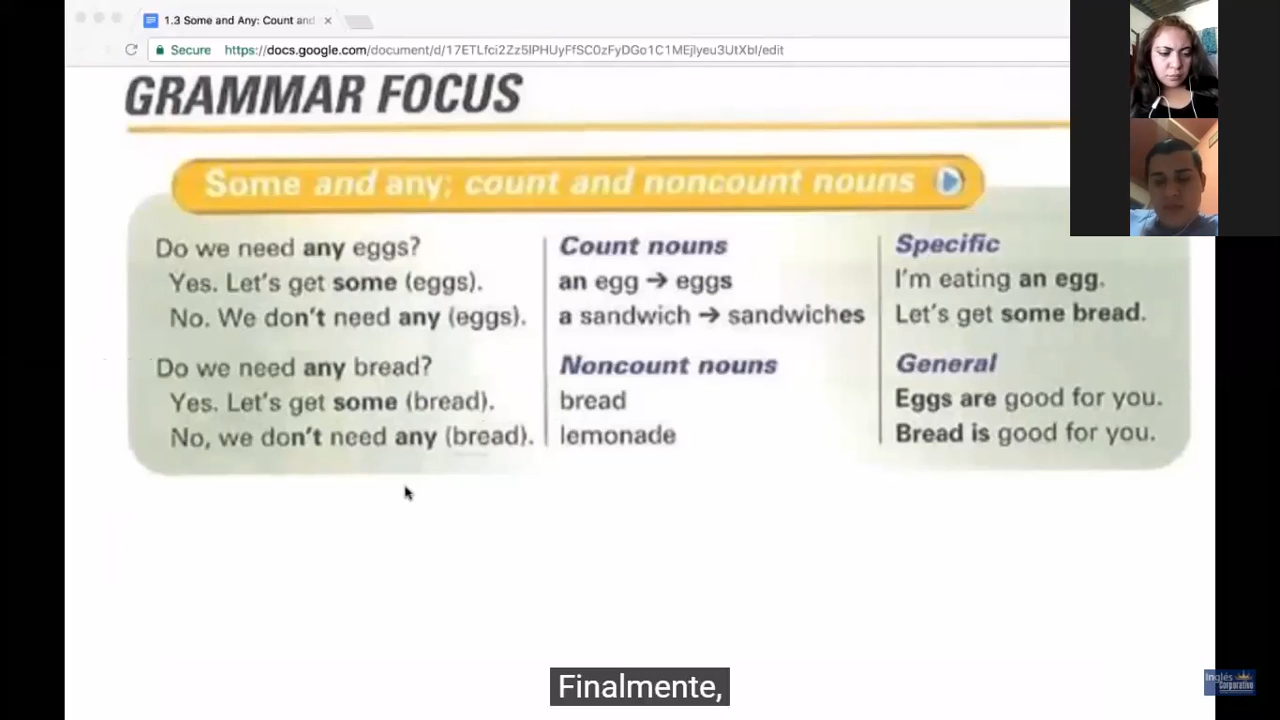 1.3 Some and Any: Count and
Secure
https://docs.google.com/document/d/17ETLfci2Zz5IPHUyFfSC0zFyDGo1C1MEjlyeu3UtXbI/edit
GRAMMAR FOCUS
Some and any; count and noncount nouns
Do we need any eggs?
Yes. Let's get some (eggs).
No. We don't need any (eggs).
Do we need any bread?
Yes. Let's get some (bread).
No, we don't need any (bread).
Count nouns
an egg → eggs
a sandwich → sandwiches
Noncount nouns
bread
lemonade
Specific
I'm eating an egg.
Let's get some bread.
General
Eggs are good for you.
Bread is good for you.
Finalmente,
Inglés
Corporativo